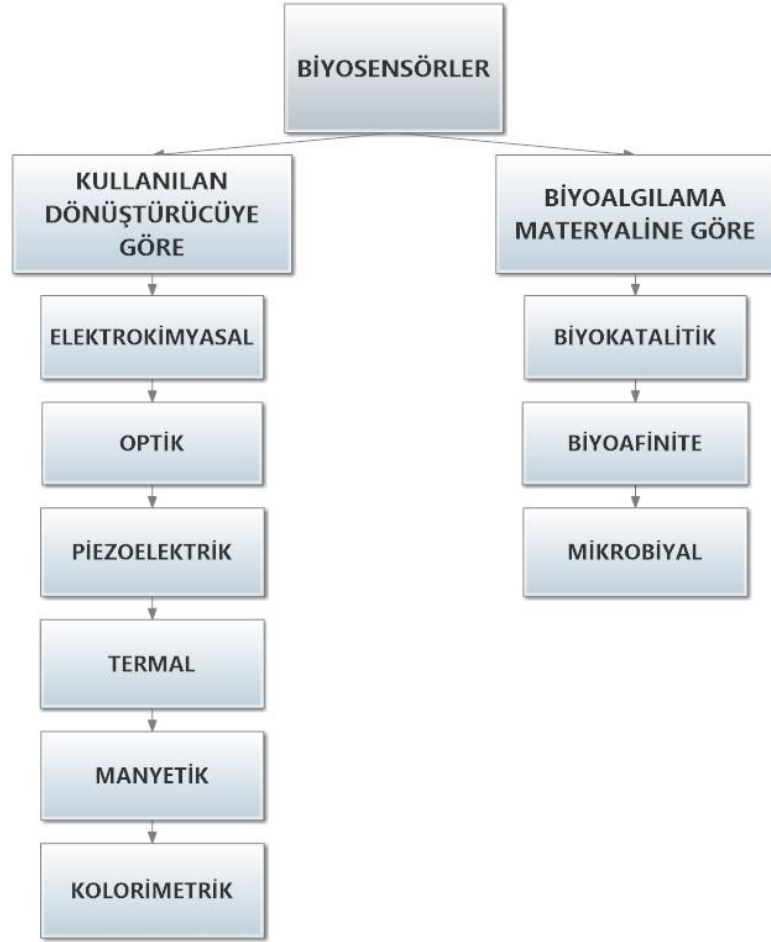 BİYOSENSÖRLER
KULLANILAN
DÖNÜŞTÜRÜCÜYE
GÖRE
ELEKTROKİMYASAL
OPTİK
PİEZOELEKTRİK
TERMAL
MANYETİK
KOLORİMETRİK
BİYOALGILAMA
MATERYALİNE GÖRE
BİYOKATALİTİK
BİYOAFİNİTE
MİKROBİYAL